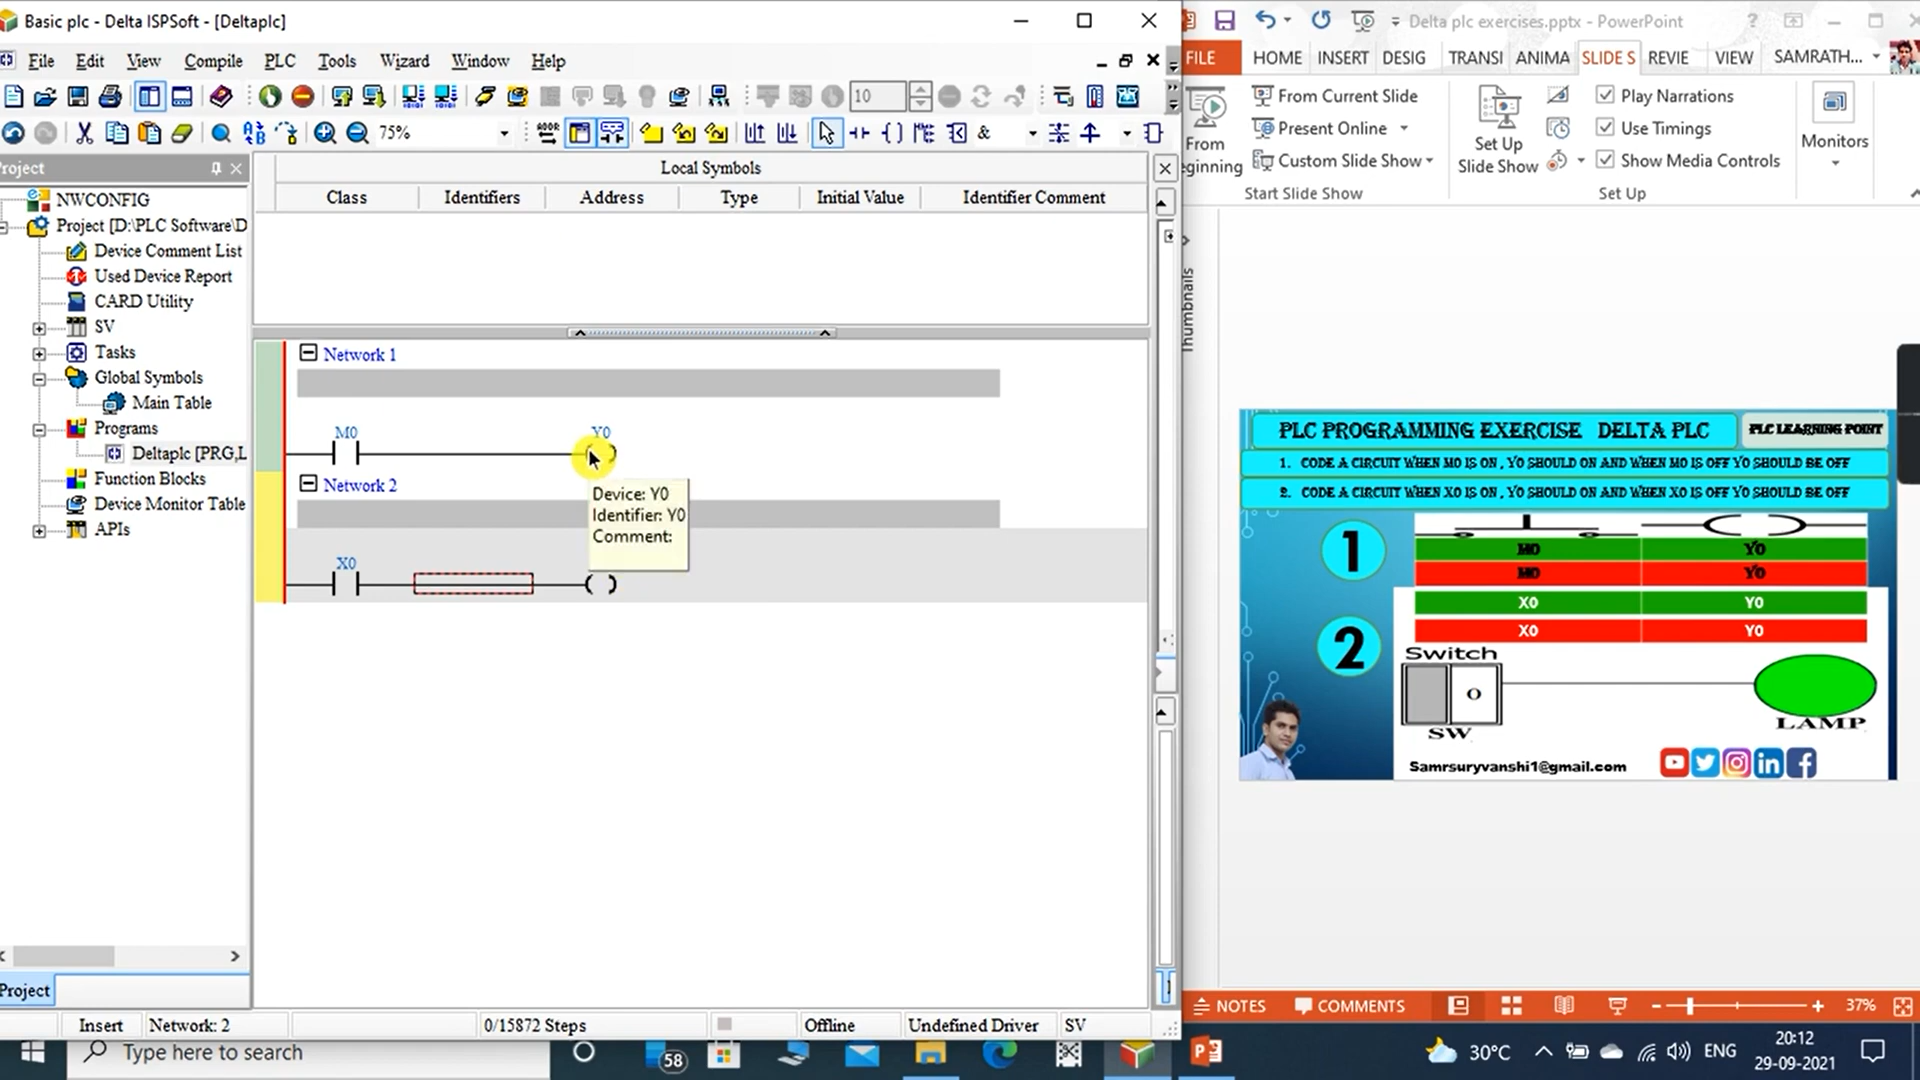 Basic plc - Delta ISPSoft - [Deltaplc]
File Edit View Compile PLC Tools Wizard Window Help
10
75%
ADDR
&
Project
NWCONFIG
Project [D:\PLC Software\D
Device Comment List
Used Device Report
CARD Utility
SV
Tasks
Global Symbols
Main Table
Programs
Deltaplc [PRG,L
Function Blocks
Device Monitor Table
APIs
Project
Local Symbols
Class Identifiers Address Type Initial Value Identifier Comment
Network 1
M0 Y0
Network 2
Device: Y0
Identifier: Y0
Comment:
X0
Insert Network: 2 0/15872 Steps Offline Undefined Driver SV
Delta plc exercises.pptx - PowerPoint
FILE HOME INSERT DESIG TRANSI ANIMA SLIDE S REVIE VIEW SAMRATH...
From
eginning
From Current Slide
Present Online
Custom Slide Show
Start Slide Show
Set Up
Slide Show
Play Narrations
Use Timings
Show Media Controls
Set Up
Monitors
Thumbnails
PLC PROGRAMMING EXERCISE DELTA PLC
PLC LEARNING POINT
1. CODE A CIRCUIT WHEN M0 IS ON , Y0 SHOULD ON AND WHEN M0 IS OFF Y0 SHOULD BE OFF
2. CODE A CIRCUIT WHEN X0 IS ON , Y0 SHOULD ON AND WHEN X0 IS OFF Y0 SHOULD BE OFF
1
M0 Y0
M0 Y0
X0 Y0
X0 Y0
2
Switch
O
SW
LAMP
Samrsuryvanshi1@gmail.com
NOTES COMMENTS 37%
Type here to search
58
30°C
ENG
20:12
29-09-2021